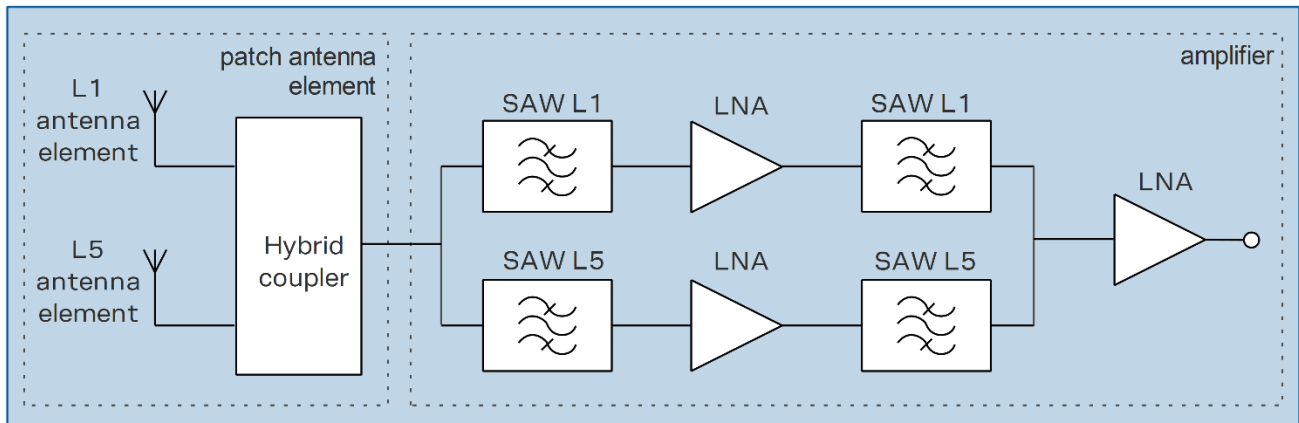 patch antenna
element
L1
antenna
element
L5
antenna
element
Hybrid
coupler
amplifier
SAW L1
LNA
SAW L1
SAW L5
LNA
SAW L5
LNA